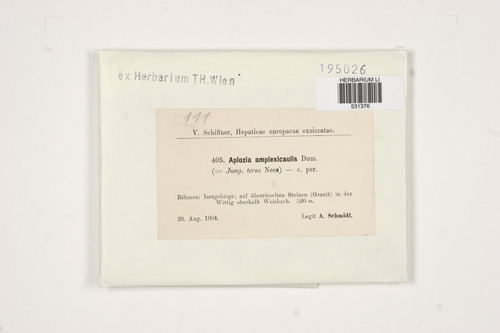 ex Herbarium TH.Wien
195026
HERBARIUM LI
531376
111
V. Schiffner, Hepaticae europaeae exsiccatae.
405. Aplozia amplexicaulis Dum.
(= Jung. tersa Nees) — c. per.
Böhmen: Isergebirge; auf überrieselten Steinen (Granit) in der
Wittig oberhalb Weisbach. 520 m.
20. Aug. 1904. Legit A. Schmidt.